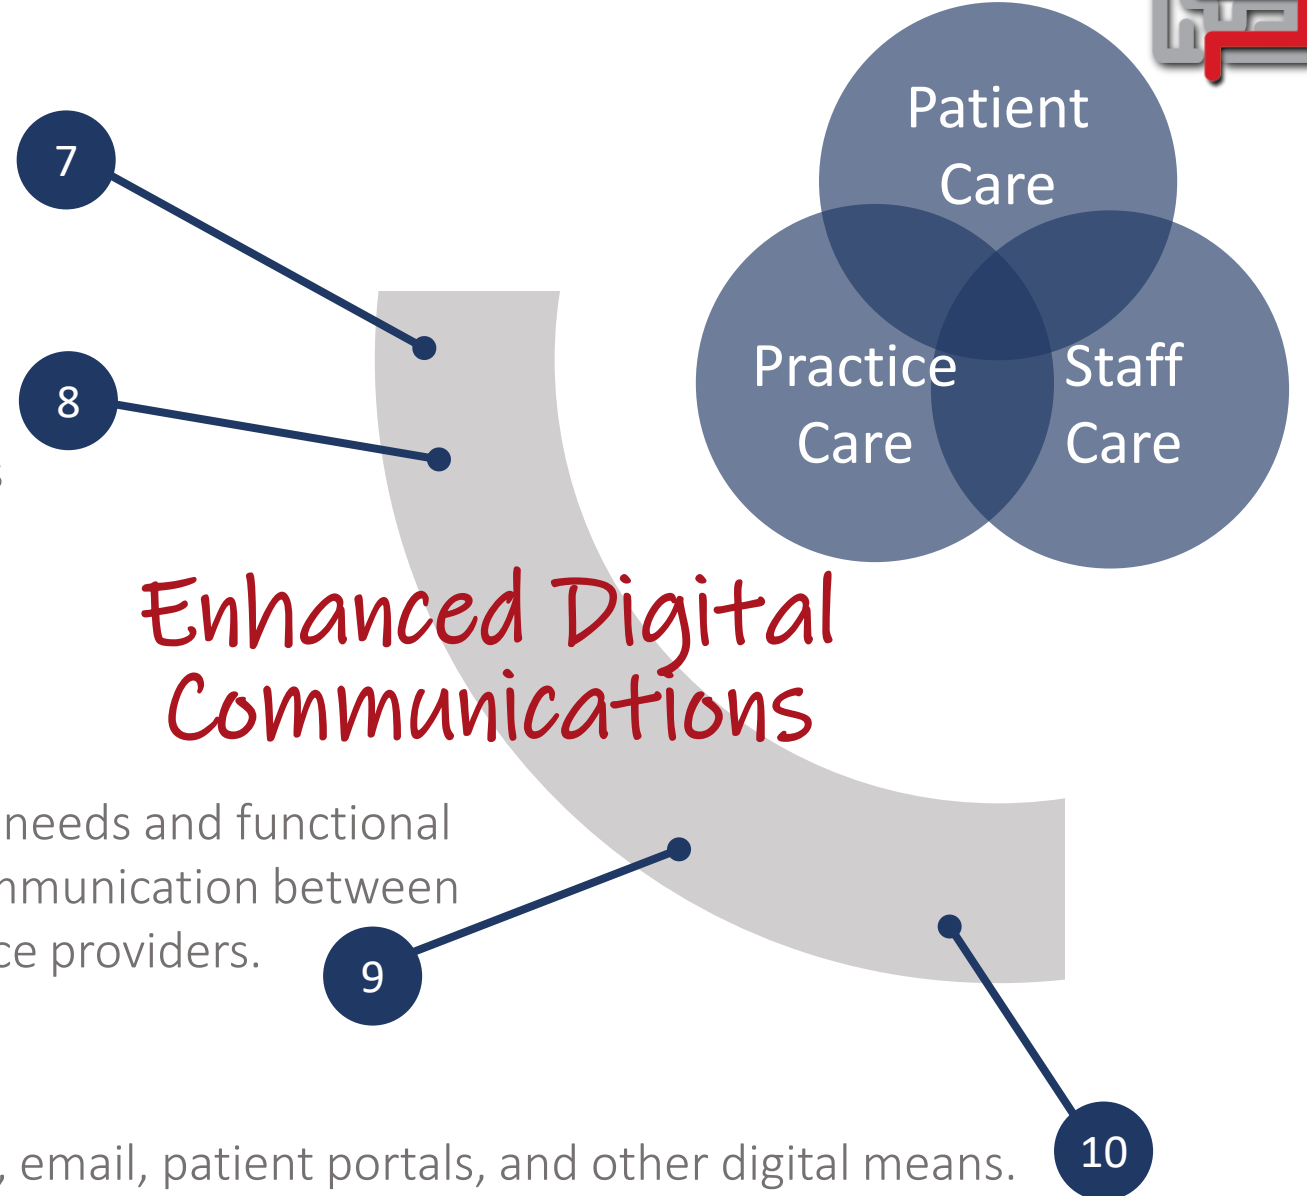 Patient
Care
7
Practice
Care
Staff
Care
8
s
Enhanced Digital
Communications
needs and functional
mmunication between
ce providers.
9
10
, email, patient portals, and other digital means.